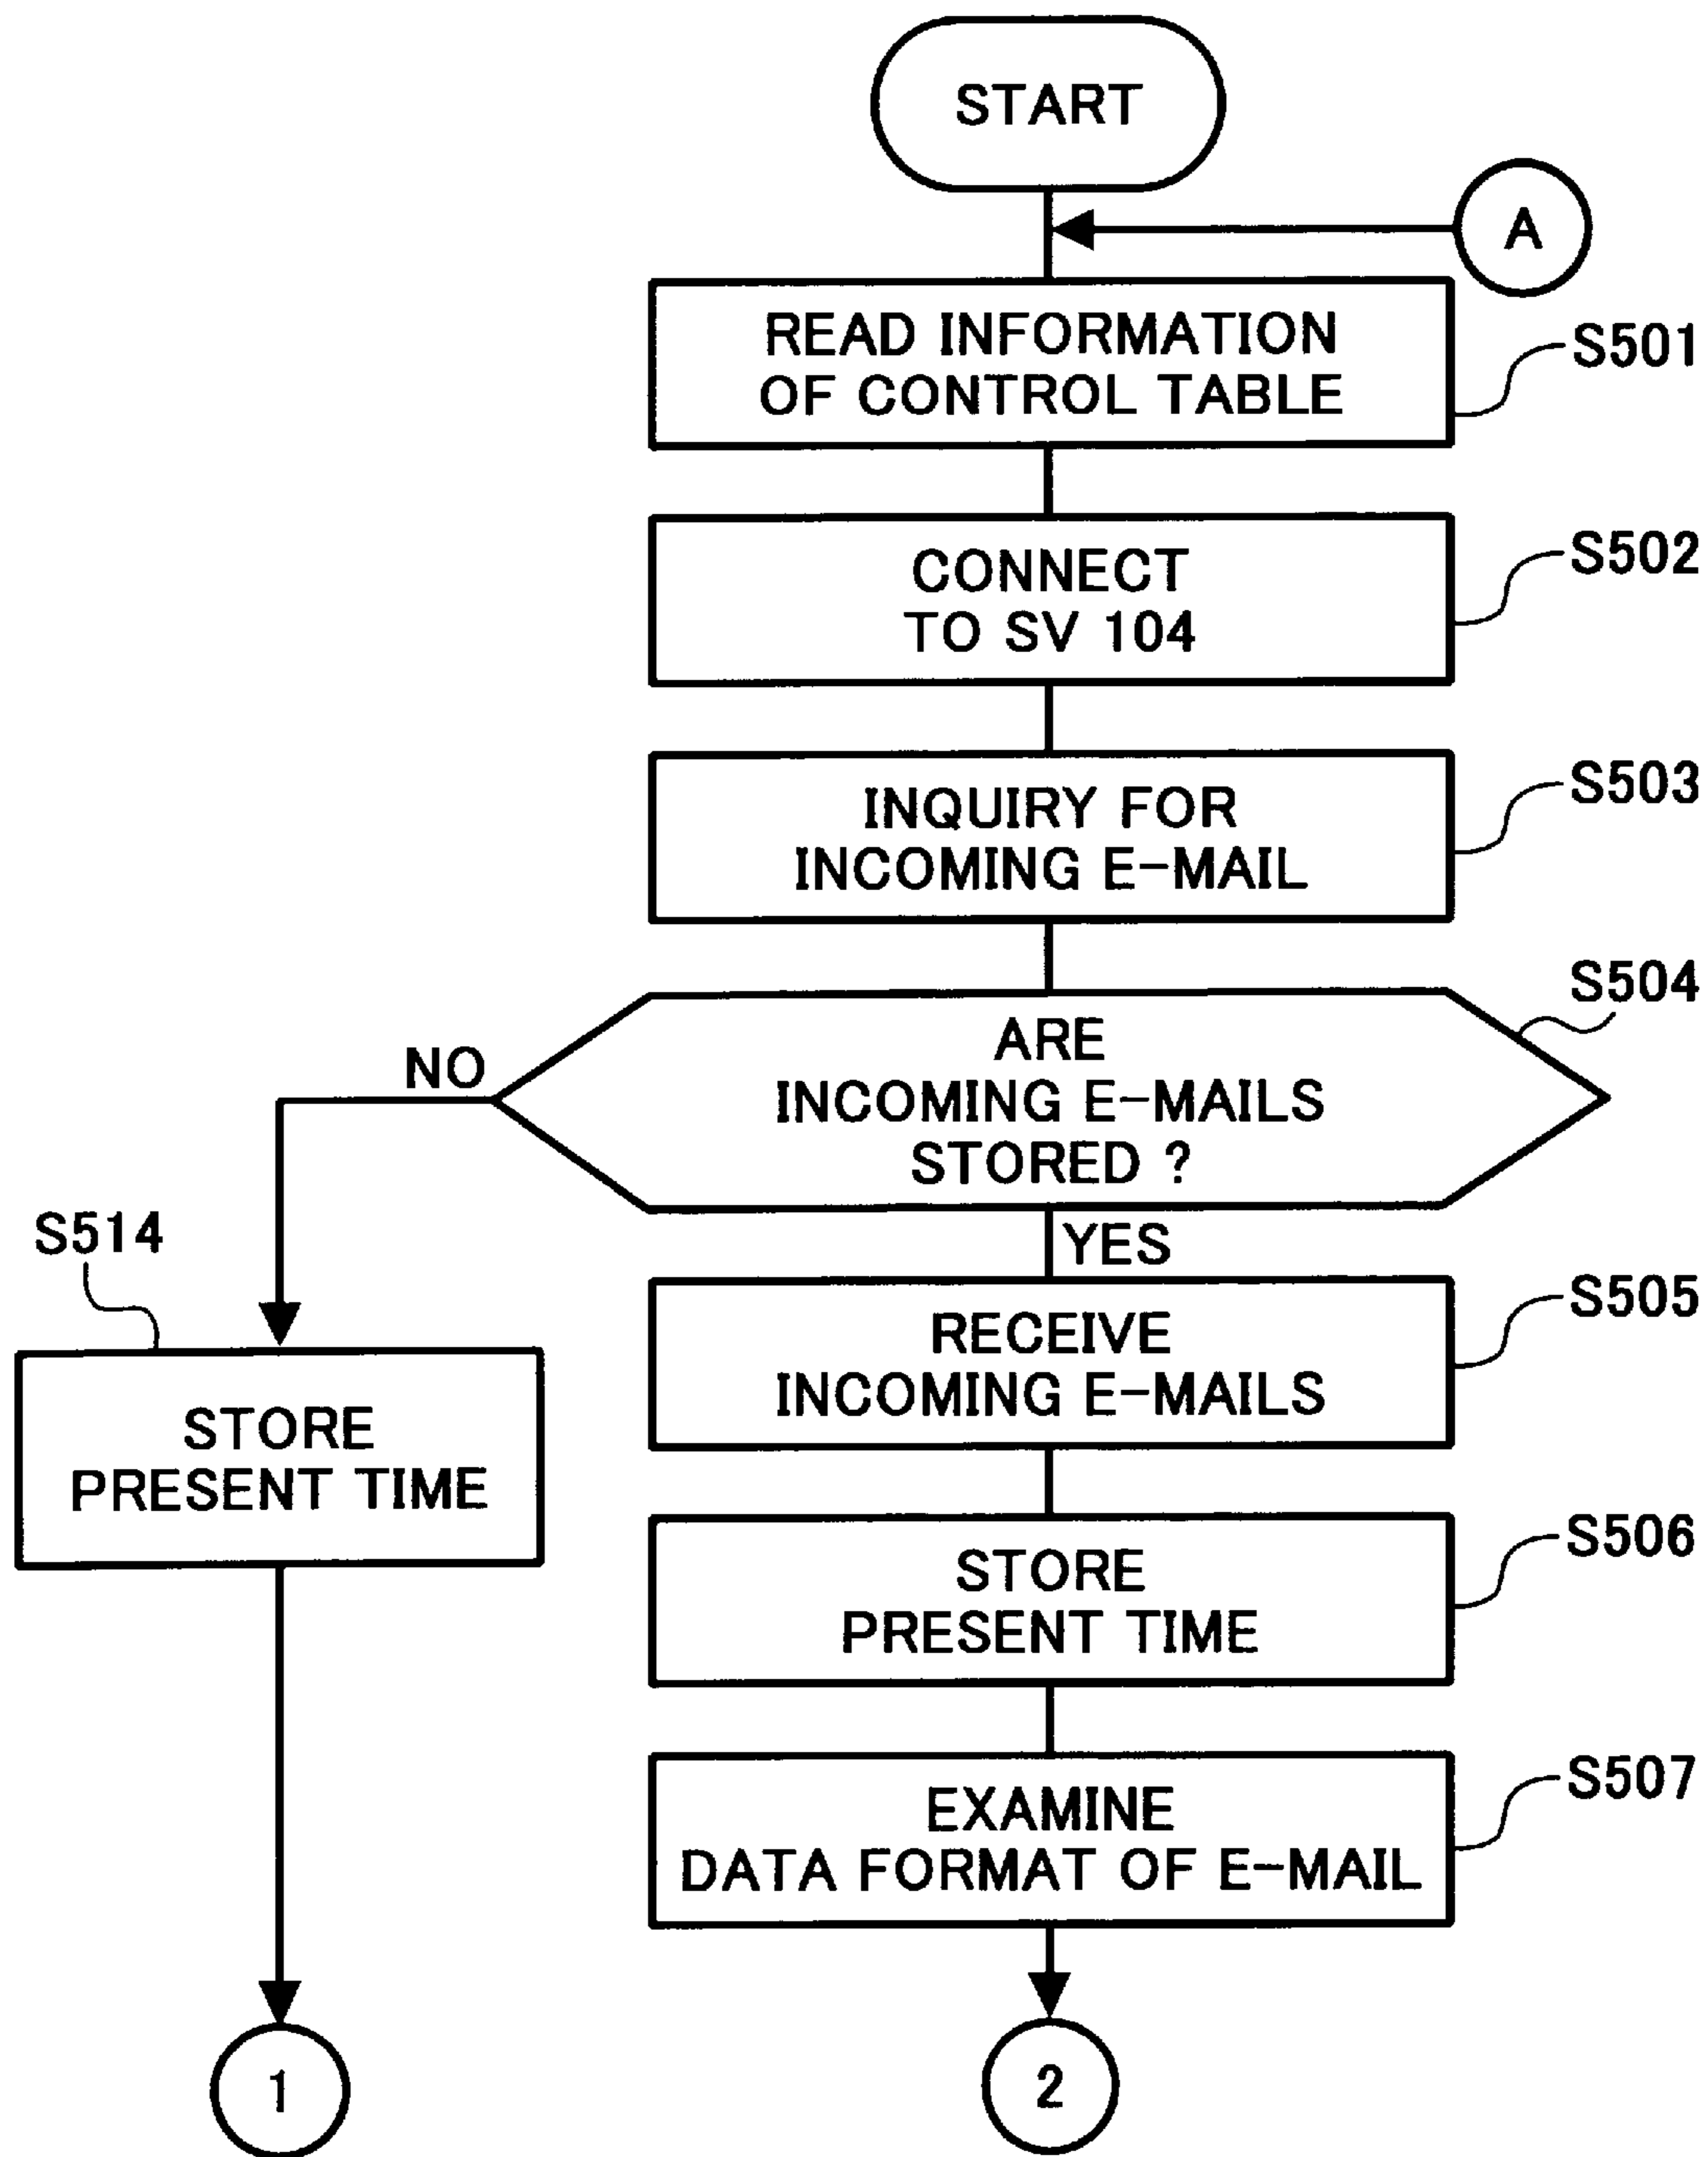 START
A
READ INFORMATION
OF CONTROL TABLE
S501
CONNECT
TO SV 104
S502
INQUIRY FOR
INCOMING E-MAIL
S503
ARE
INCOMING E-MAILS
STORED ?
S504
NO
YES
S514
STORE
PRESENT TIME
RECEIVE
INCOMING E-MAILS
S505
STORE
PRESENT TIME
S506
EXAMINE
DATA FORMAT OF E-MAIL
S507
1
2